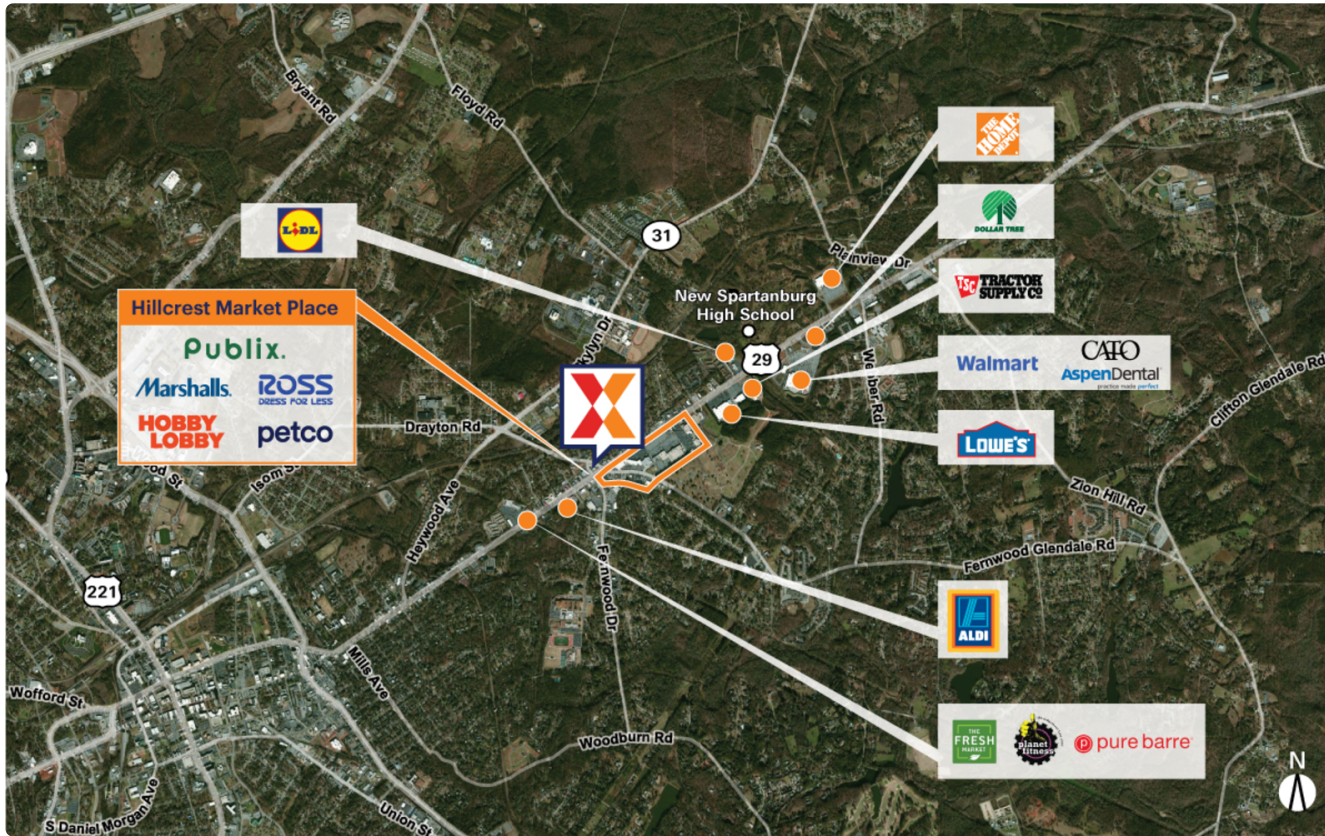 Bryant Rd
Floyd Rd
THE
HOME
DEPOT
DOLLAR TREE
LiDL
31
Plainview Dr
TSC TRACTOR
SUPPLY CO
New Spartanburg
High School
29
Hillcrest Market Place
Publix.
Marshalls.
ROSS
DRESS FOR LESS
HOBBY
LOBBY
petco
Walmart
CATO
AspenDental
practice made perfect
Drayton Rd
Webber Rd
Clifton Glendale Rd
LOWE'S
Isom St
Heywood Ave
Zion Hill Rd
Fernwood Glendale Rd
Fernwood Dr
221
ALDI
Mills Ave
Wofford St
THE
FRESH
MARKET
planet
fitness
pure barre
Woodburn Rd
N
S Daniel Morgan Ave
Union St